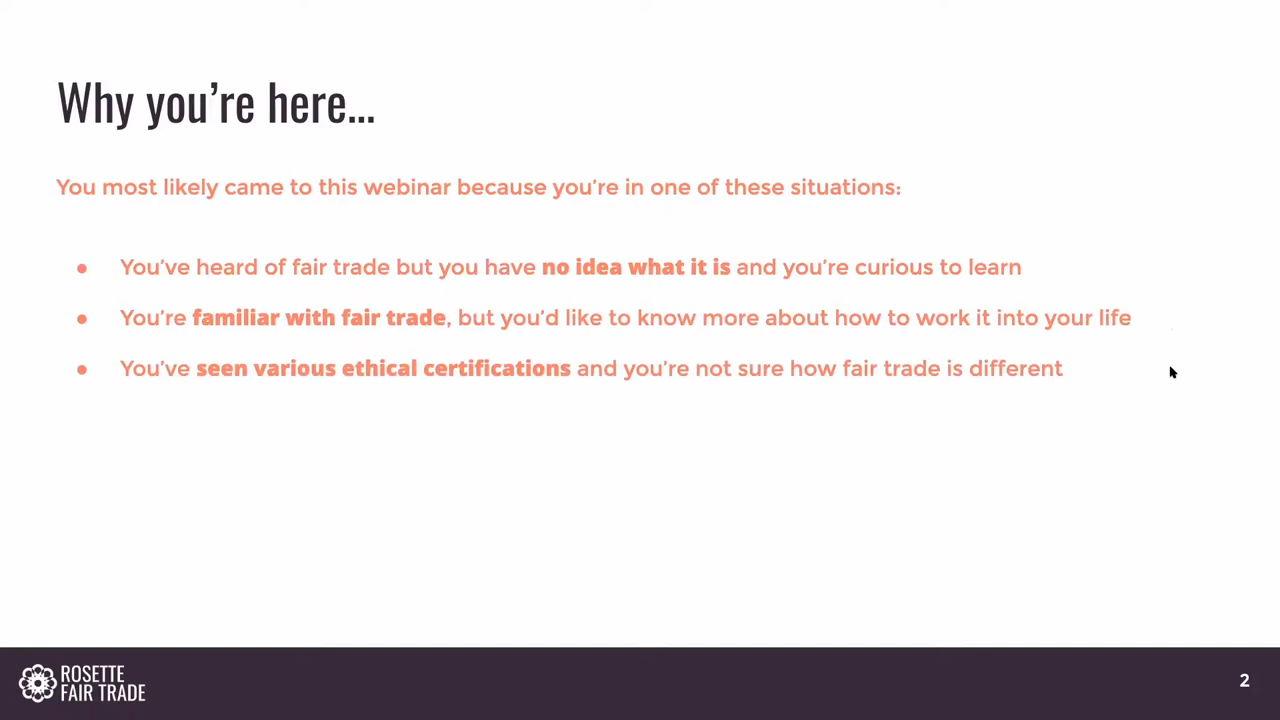 Why you’re here...
You most likely came to this webinar because you’re in one of these situations:
● You’ve heard of fair trade but you have no idea what it is and you’re curious to learn
● You’re familiar with fair trade, but you’d like to know more about how to work it into your life
● You’ve seen various ethical certifications and you’re not sure how fair trade is different
ROSETTE
FAIR TRADE
2